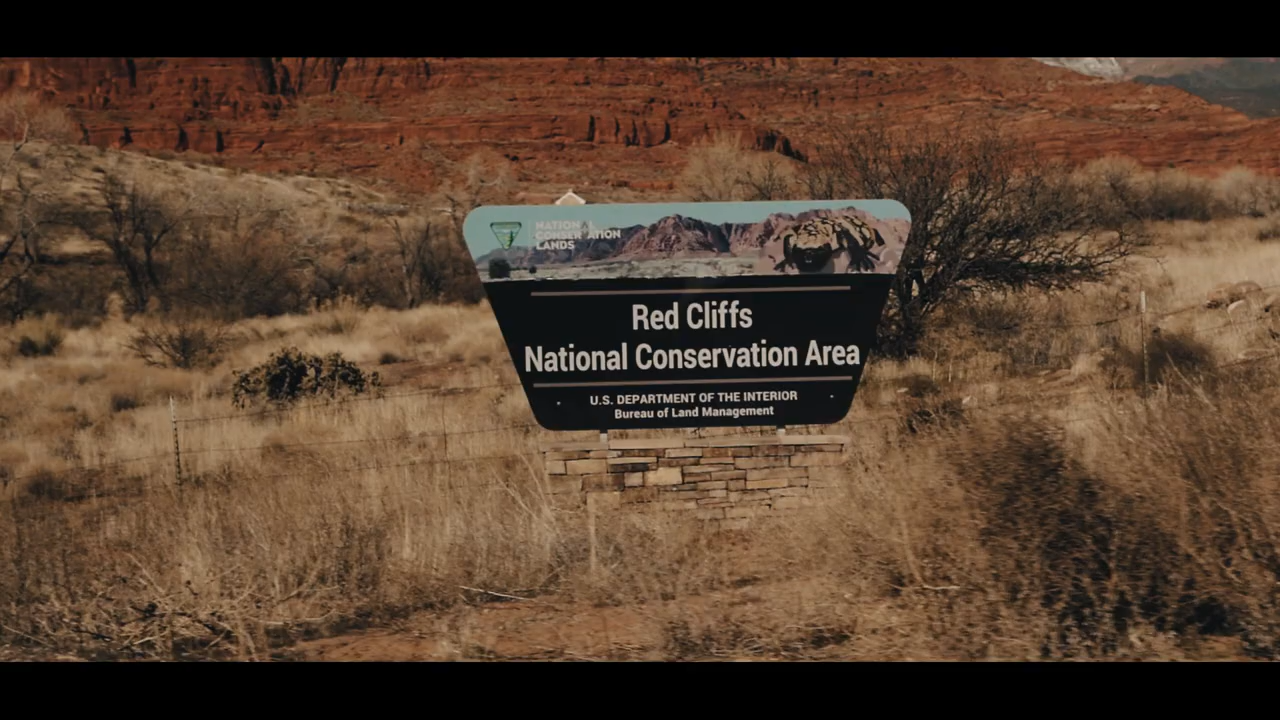 NATIONAL
CONSERVATION
LANDS
Red Cliffs
National Conservation Area
U.S. DEPARTMENT OF THE INTERIOR
Bureau of Land Management